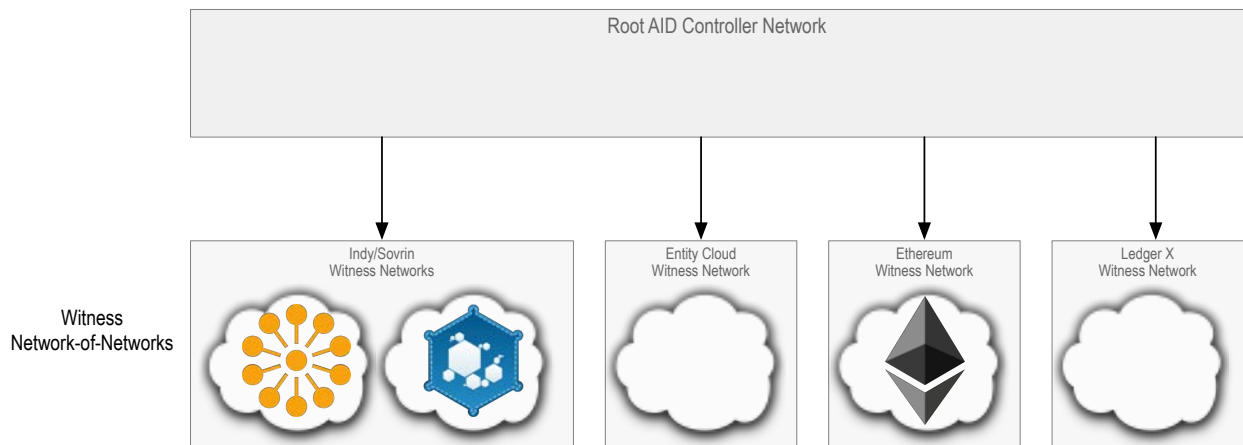 Root AID Controller Network
Indy/Sovrin
Witness Networks
Entity Cloud
Witness Network
Ethereum
Witness Network
Ledger X
Witness Network
Witness
Network-of-Networks